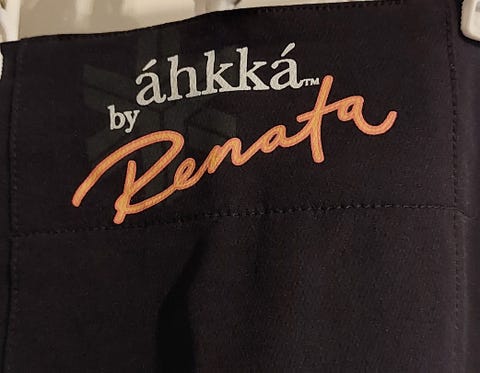 áhkká™
by
Renata